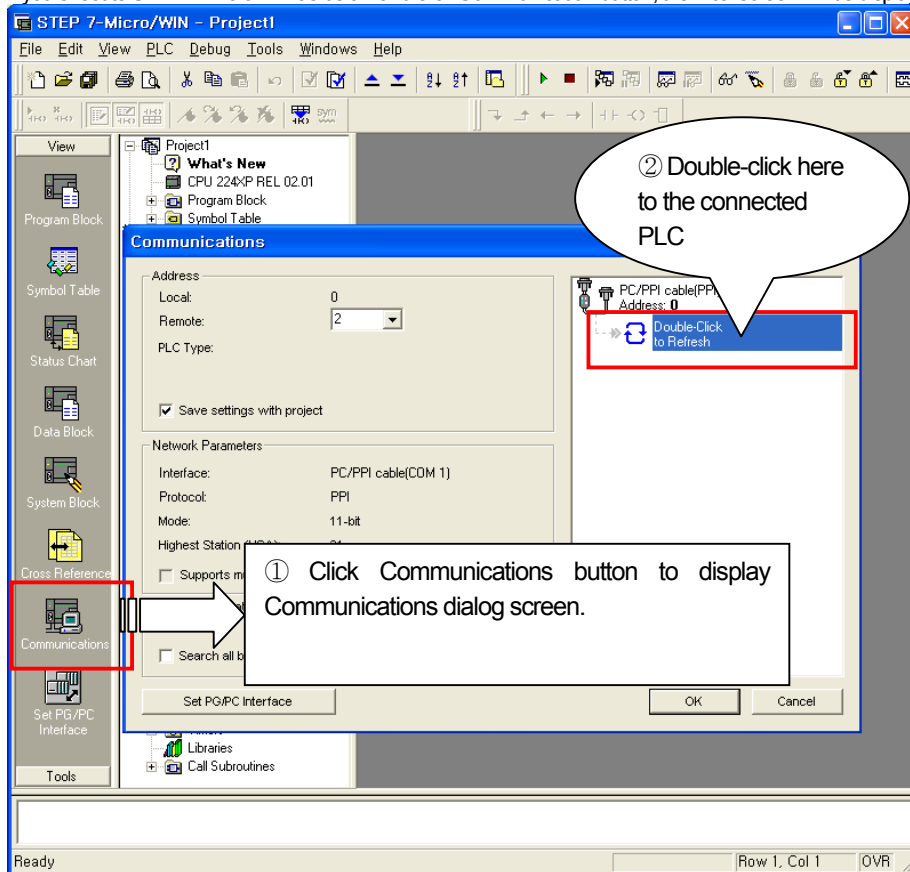 STEP 7-Micro/WIN - Project1
File Edit View PLC Debug Tools Windows Help
sym
View
Program Block
Symbol Table
Status Chart
Data Block
System Block
Cross Reference
Communications
Set PG/PC
Interface
Tools
Project1
What's New
CPU 224XP REL 02.01
Program Block
Symbol Table
② Double-click here
to the connected
PLC
Communications
Address
Local: 0
Remote: 2
PLC Type:
Save settings with project
Network Parameters
Interface: PC/PPI cable(COM 1)
Protocol: PPI
Mode: 11-bit
Highest Station
Supports
Search all
PC/PPI cable(PPI
Address: 0
Double-Click
to Refresh
① Click Communications button to display
Communications dialog screen.
Set PG/PC Interface
OK Cancel
Libraries
Call Subroutines
Ready Row 1, Col 1 OVR